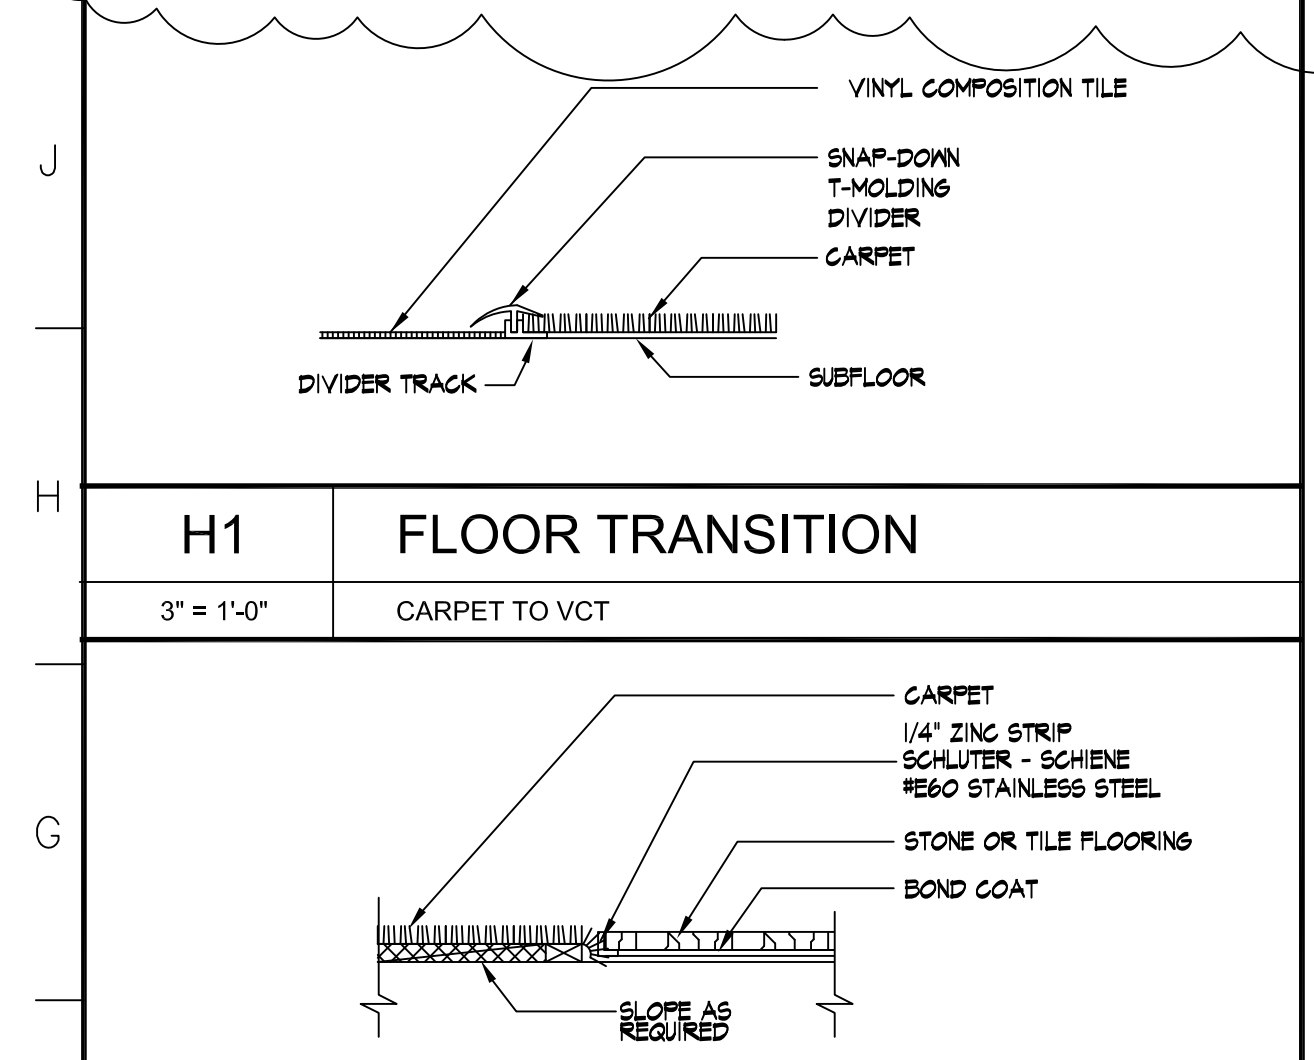 J
VINYL COMPOSITION TILE
SNAP-DOWN
T-MOLDING
DIVIDER
CARPET
DIVIDER TRACK
SUBFLOOR
H
H1
FLOOR TRANSITION
3" = 1'-0"
CARPET TO VCT
CARPET
1/4" ZINC STRIP
SCHLUTER - SCHIENE
#E60 STAINLESS STEEL
G
STONE OR TILE FLOORING
BOND COAT
SLOPE AS
REQUIRED